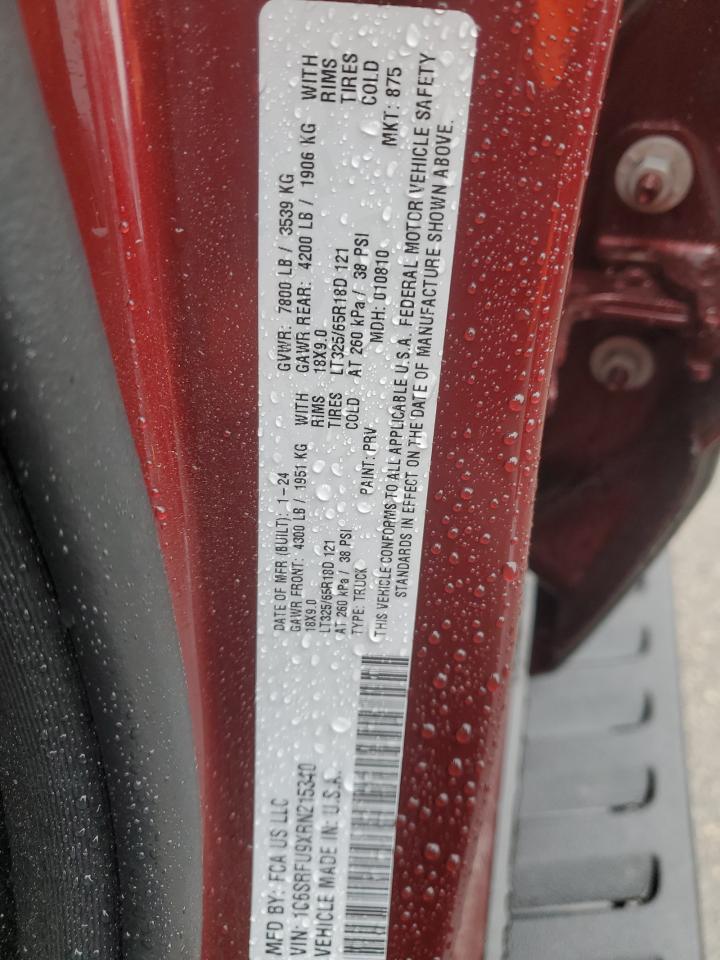 MFD BY: FCA US LLC
VIN: 1C6SRFU9XRN215340
VEHICLE MADE IN: U.S.A.
DATE OF MFR (BUILT): 1-24
GAWR FRONT: 4300 LB / 1951 KG WITH
18X9.0 RIMS
LT325/65R18D 121 TIRES
AT 260 kPa / 38 PSI COLD
TYPE: TRUCK PAINT: PRV
GVWR: 7800 LB / 3539 KG
GAWR REAR: 4200 LB / 1906 KG WITH
18X9.0 RIMS
LT325/65R18D 121 TIRES
AT 260 kPa / 38 PSI COLD
MDH: 010810 MKT: 875
THIS VEHICLE CONFORMS TO ALL APPLICABLE U.S.A. FEDERAL MOTOR VEHICLE SAFETY
STANDARDS IN EFFECT ON THE DATE OF MANUFACTURE SHOWN ABOVE.